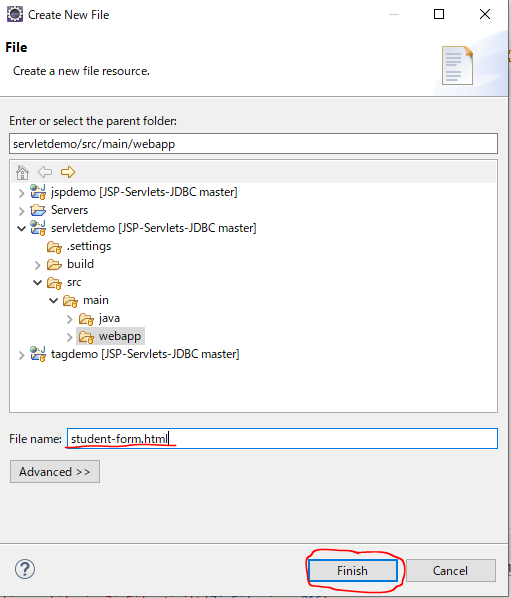 Create New File
File
Create a new file resource.
Enter or select the parent folder:
servletdemo/src/main/webapp
jspdemo [JSP-Servlets-JDBC master]
Servers
servletdemo [JSP-Servlets-JDBC master]
.settings
build
src
main
java
webapp
tagdemo [JSP-Servlets-JDBC master]
File name: student-form.html
Advanced >>
? Finish Cancel